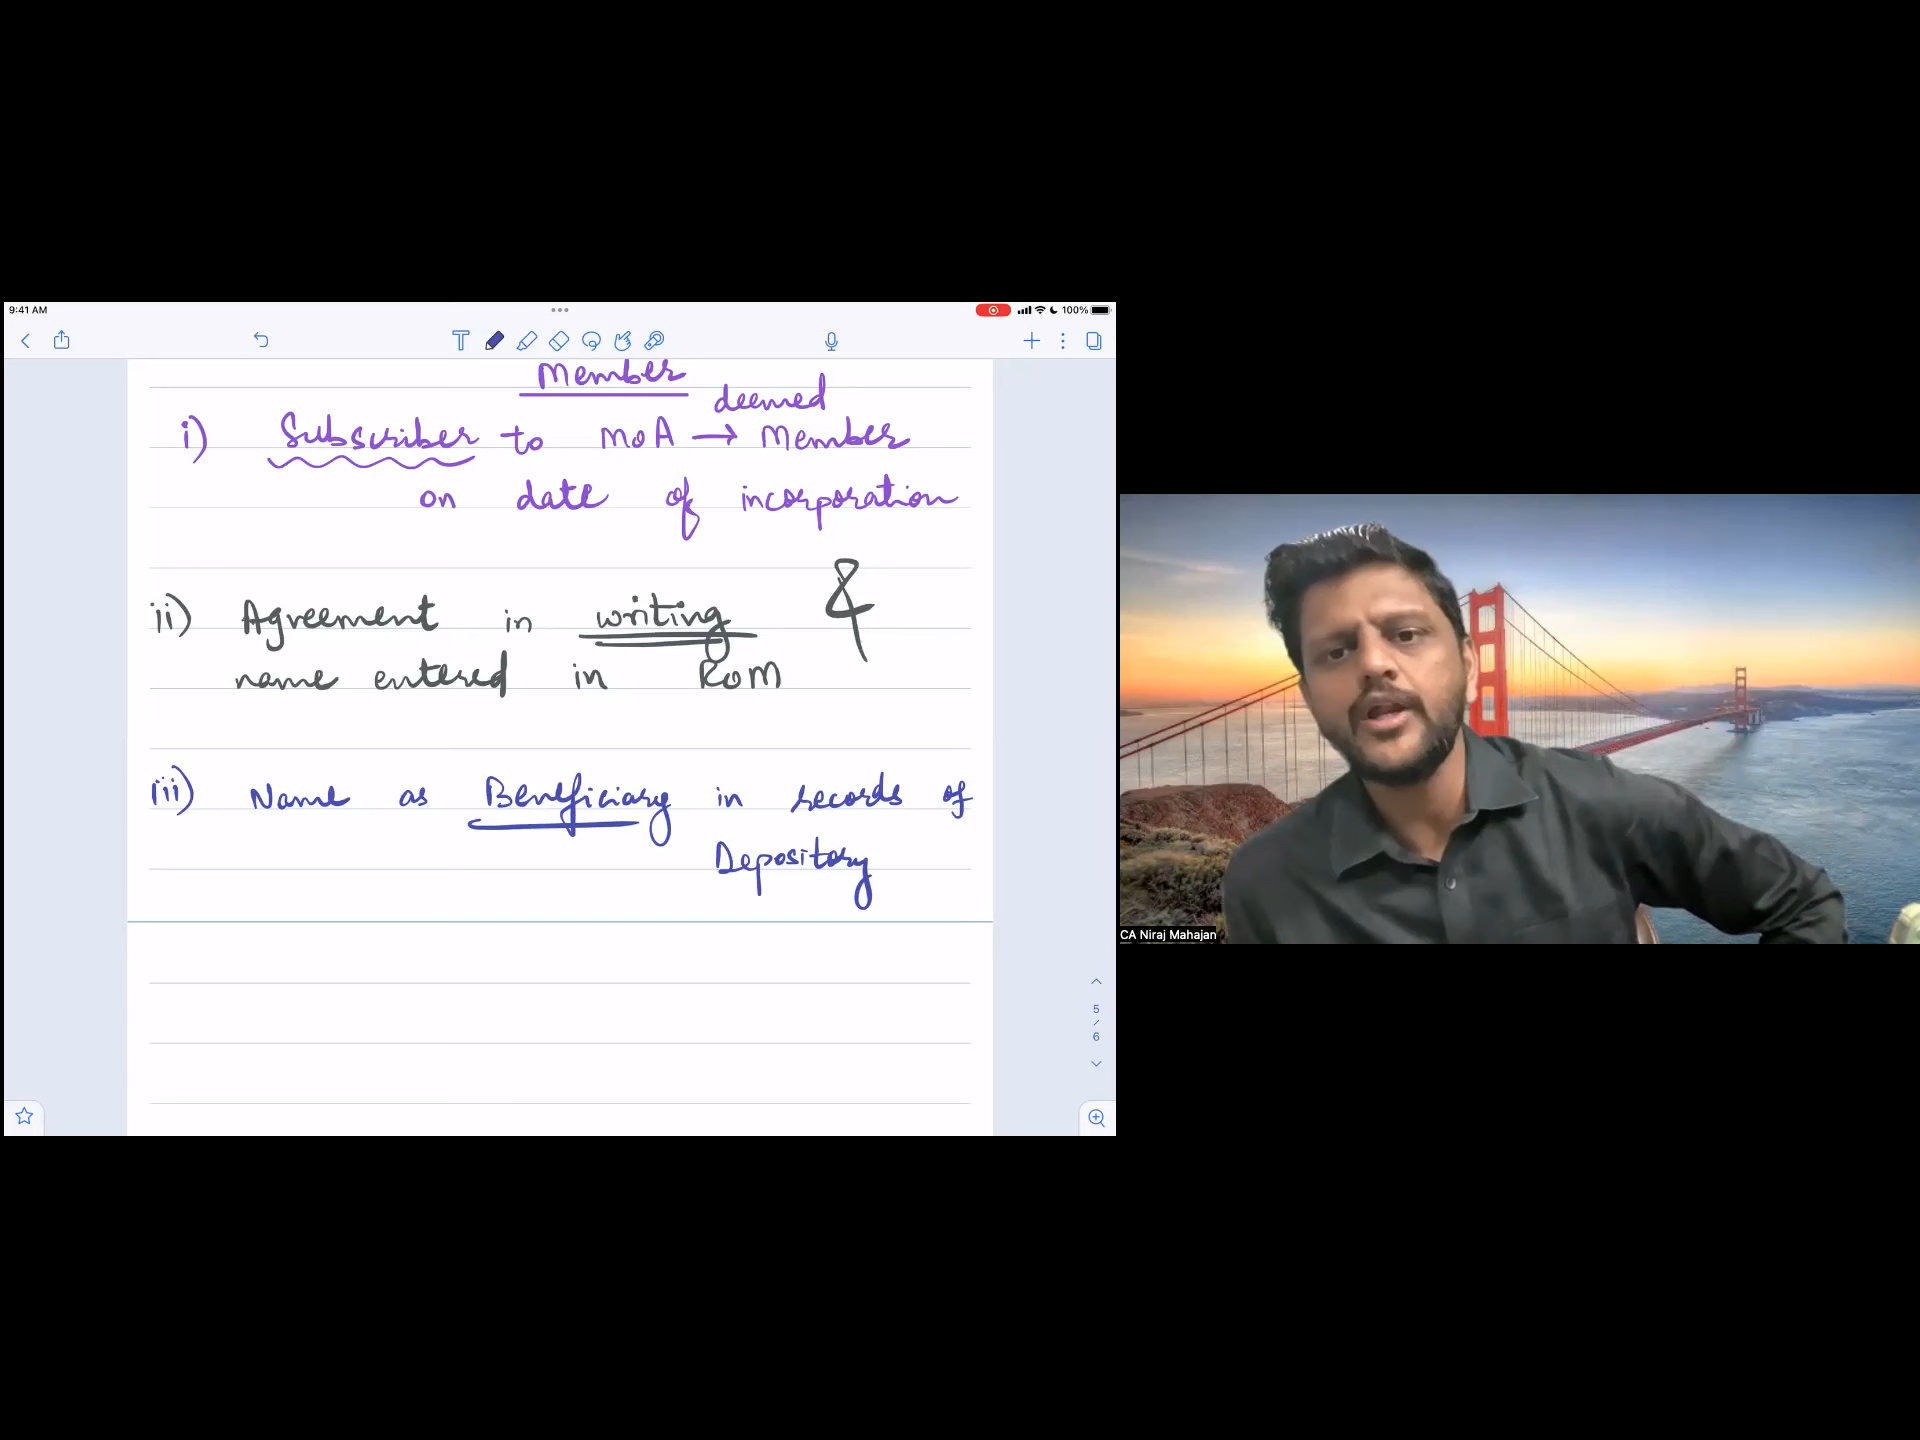 9:41 AM
100%
Member
deemed
i) Subscriber to MoA → Member
on date of incorporation
ii) Agreement in writing &
name entered in RoM
iii) Name as Beneficiary in records of
Depository
5
/
6
CA Niraj Mahajan